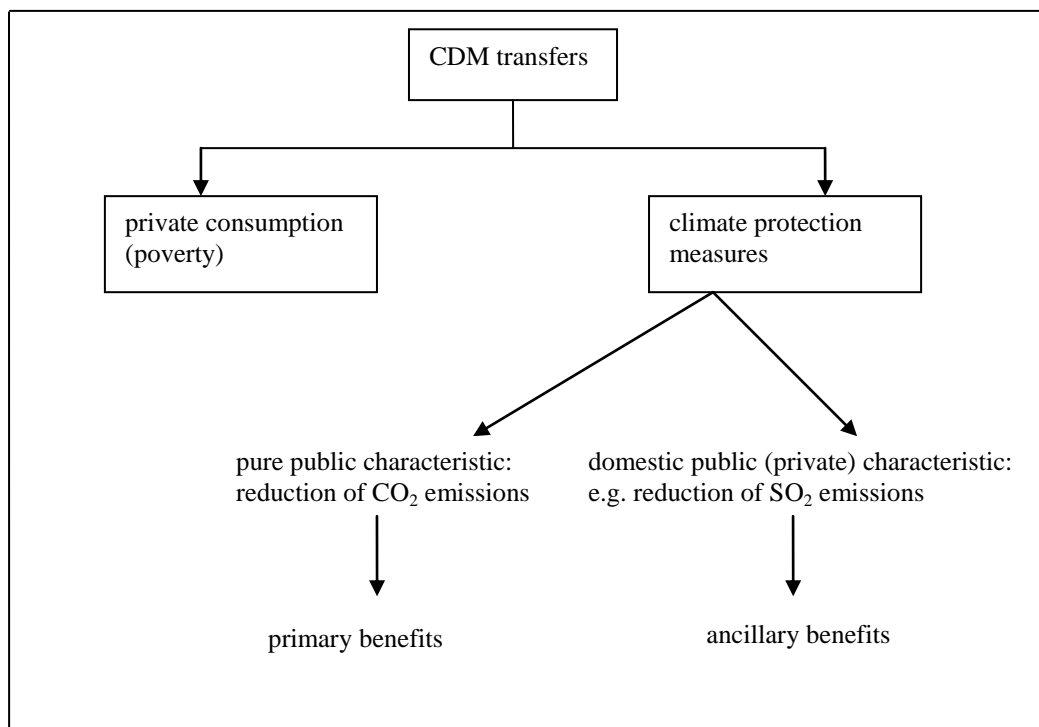 CDM transfers
private consumption
(poverty)
climate protection
measures
pure public characteristic:
reduction of CO₂ emissions
domestic public (private) characteristic:
e.g. reduction of SO₂ emissions
primary benefits
ancillary benefits